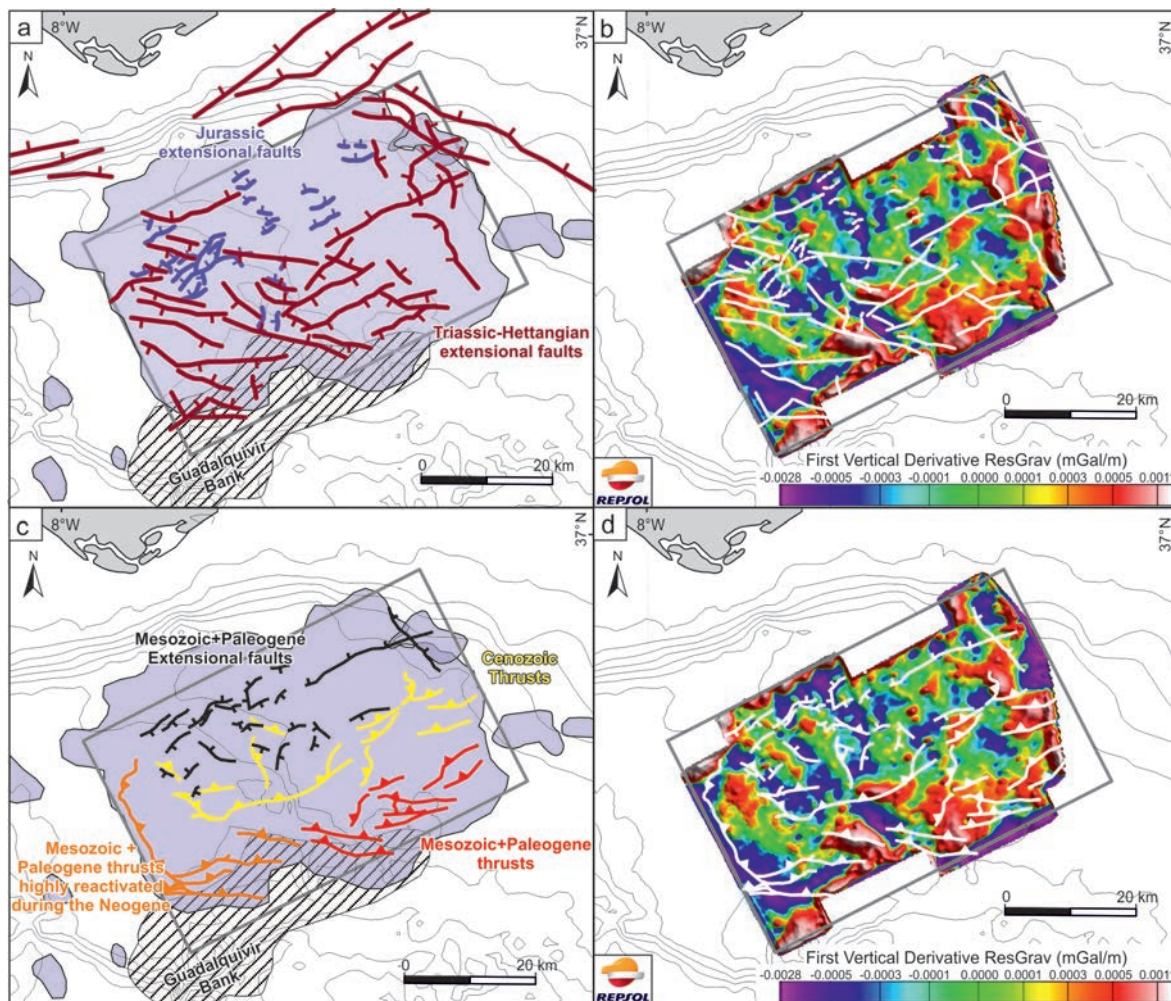 a
8°W
37°N
N
Jurassic
extensional faults
Triassic-Hettangian
extensional faults
Guadalquivir
Bank
0 20 km
b
8°W
37°N
N
0 20 km
First Vertical Derivative ResGrav (mGal/m)
-0.0028 -0.0005 -0.0001 0.0000 0.0001 0.0003 0.0005
REPSOL
c
8°W
37°N
N
Mesozoic+Paleogene
Extensional faults
Cenozoic
Thrusts
Mesozoic +
Paleogene thrusts
highly reactivated
during the Neogene
Mesozoic+Paleogene
thrusts
Guadalquivir
Bank
0 20 km
d
8°W
37°N
N
0 20 km
First Vertical Derivative ResGrav (mGal/m)
-0.0028 -0.0005 -0.0001 0.0000 0.0001 0.0003 0.0005
REPSOL